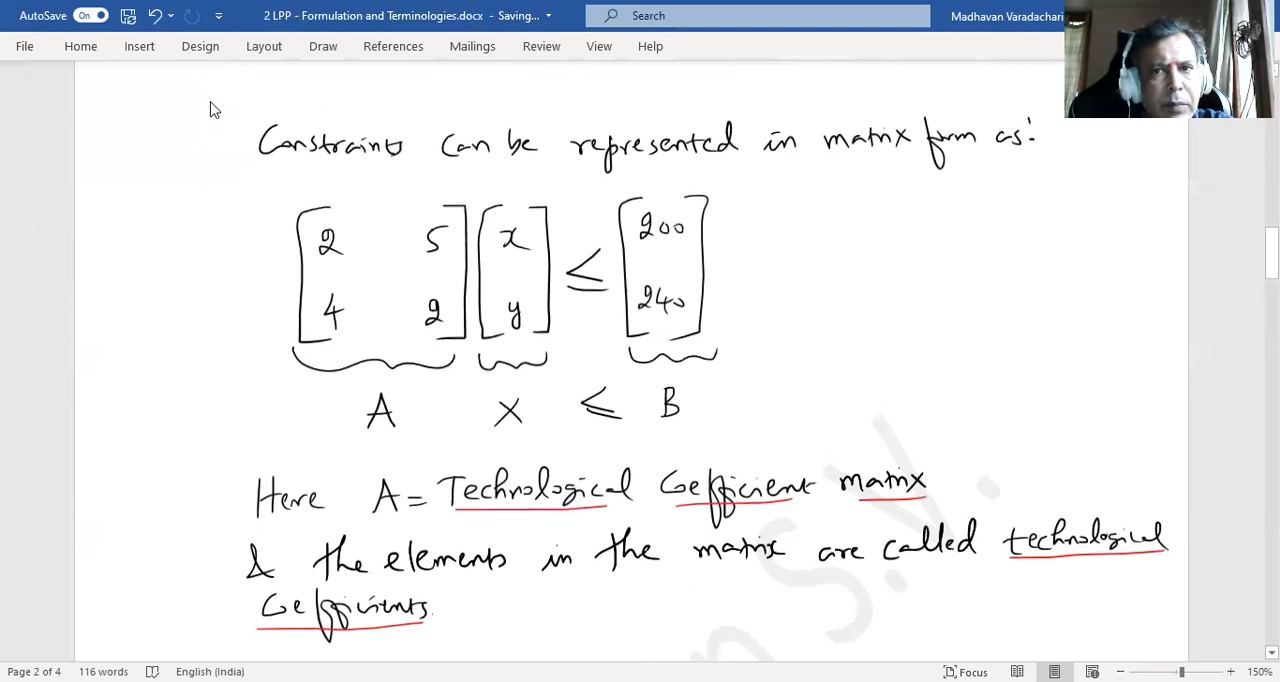 AutoSave On 2 LPP - Formulation and Terminologies.docx - Saving... Search Madhavan Varadachari
File Home Insert Design Layout Draw References Mailings Review View Help
Constraints can be represented in matrix form as:
[2 5] [x] ≤ [200]
[4 2] [y] [240]
A X ≤ B
Here A = Technological Coefficient matrix
& the elements in the matrix are called technological
Coefficients.
n S.V.
Page 2 of 4 116 words English (India) Focus 150%